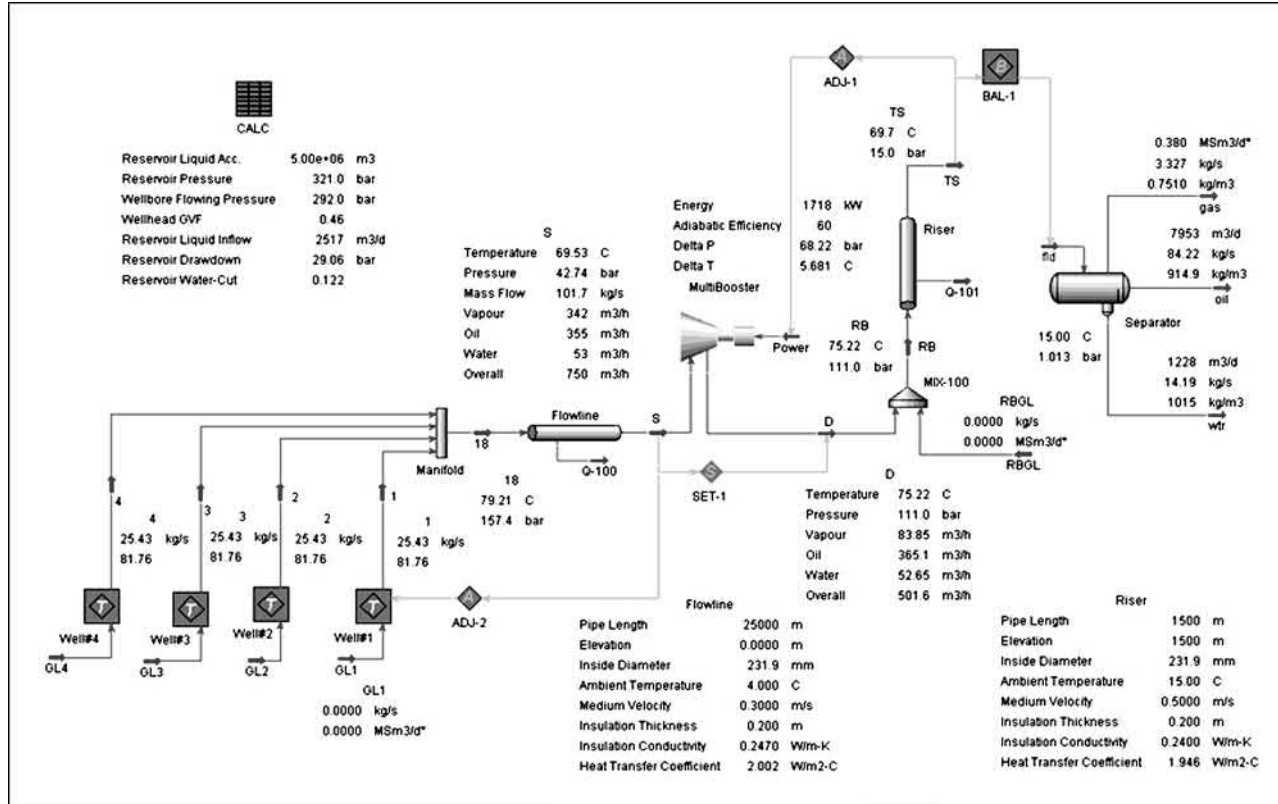 CALC
Reservoir Liquid Acc. 5.00e+06 m3
Reservoir Pressure 321.0 bar
Wellbore Flowing Pressure 292.0 bar
Wellhead GVF 0.46
Reservoir Liquid Inflow 2517 m3/d
Reservoir Drawdown 29.06 bar
Reservoir Water-Cut 0.122
S
Temperature 69.53 C
Pressure 42.74 bar
Mass Flow 101.7 kg/s
Vapour 342 m3/h
Oil 355 m3/h
Water 53 m3/h
Overall 750 m3/h
Energy 1718 kW
Adiabatic Efficiency 60
Delta P 68.22 bar
Delta T 5.681 C
MultiBooster
Power
ADJ-1
BAL-1
TS
69.7 C
15.0 bar
TS
Riser
Q-101
RB
75.22 C
111.0 bar
RB
MIX-100
RBGL
0.0000 kg/s
0.0000 MSm3/d*
RBGL
0.380 MSm3/d*
3.327 kg/s
0.7510 kg/m3
gas
7953 m3/d
84.22 kg/s
914.9 kg/m3
oil
fld
Separator
15.00 C
1.013 bar
1228 m3/d
14.19 kg/s
1015 kg/m3
wtr
Manifold
18
Flowline
S
Q-100
18
79.21 C
157.4 bar
SET-1
D
D
Temperature 75.22 C
Pressure 111.0 bar
Vapour 83.85 m3/h
Oil 365.1 m3/h
Water 52.65 m3/h
Overall 501.6 m3/h
4
4
25.43 kg/s
81.76
3
3
25.43 kg/s
81.76
2
2
25.43 kg/s
81.76
1
1
25.43 kg/s
81.76
T
T
T
T
A
A
S
B
Well#4
Well#3
Well#2
Well#1
ADJ-2
GL4
GL3
GL2
GL1
GL1
0.0000 kg/s
0.0000 MSm3/d*
Flowline
Pipe Length 25000 m
Elevation 0.0000 m
Inside Diameter 231.9 mm
Ambient Temperature 4.000 C
Medium Velocity 0.3000 m/s
Insulation Thickness 0.200 m
Insulation Conductivity 0.2470 W/m-K
Heat Transfer Coefficient 2.002 W/m2-C
Riser
Pipe Length 1500 m
Elevation 1500 m
Inside Diameter 231.9 mm
Ambient Temperature 15.00 C
Medium Velocity 0.5000 m/s
Insulation Thickness 0.200 m
Insulation Conductivity 0.2400 W/m-K
Heat Transfer Coefficient 1.946 W/m2-C